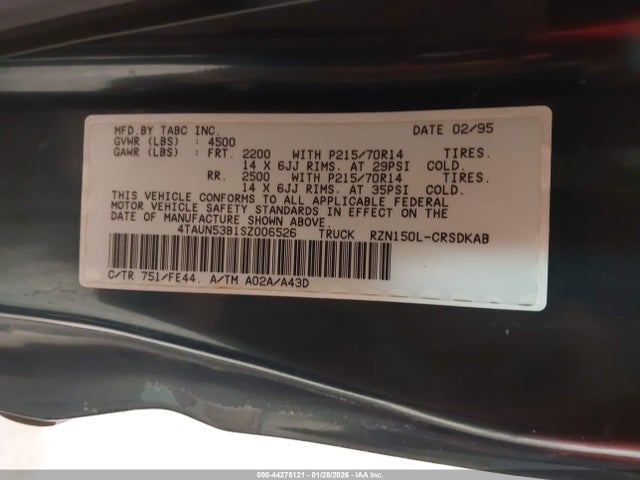 MFD.BY TABC INC. DATE 02/95
GVWR (LBS) : 4500
GAWR (LBS) : FRT. 2200 WITH P215/70R14 TIRES.
14 X 6JJ RIMS. AT 29PSI COLD.
RR. 2500 WITH P215/70R14 TIRES.
14 X 6JJ RIMS. AT 35PSI COLD.
THIS VEHICLE CONFORMS TO ALL APPLICABLE FEDERAL
MOTOR VEHICLE SAFETY STANDARDS IN EFFECT ON THE
DATE OF MANUFACTURE SHOWN ABOVE.
4TAUN53B1SZ006526 TRUCK RZN150L-CRSDKAB
C/TR 751/FE44. A/TM A02A/A43D
000-44275121 - 01/28/2026 - IAA Inc.